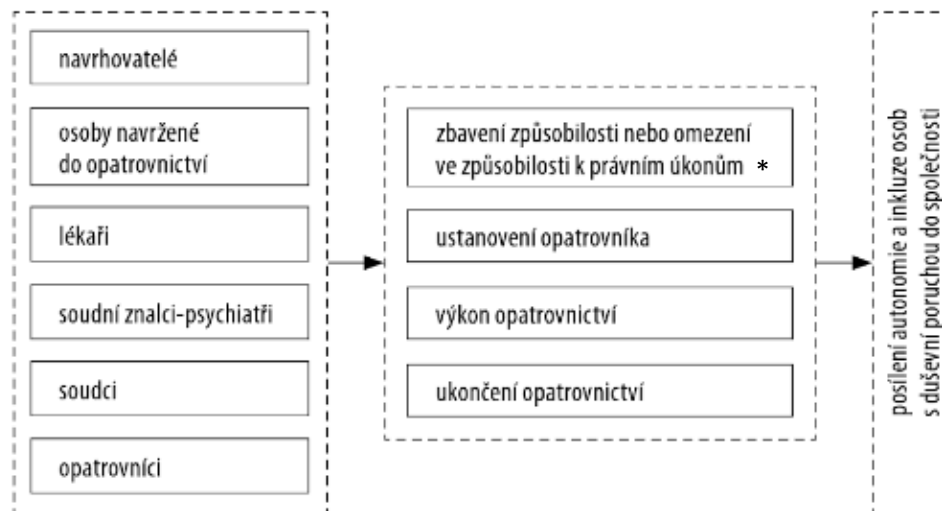 navrhovatelé
osoby navržené
do opatrovnictví
lékaři
soudní znalci-psychiatři
soudci
opatrovníci
zbavení způsobilosti nebo omezení
ve způsobilosti k právním úkonům *
ustanovení opatrovníka
výkon opatrovnictví
ukončení opatrovnictví
posílení autonomie a inkluze osob
s duševní poruchou do společnosti